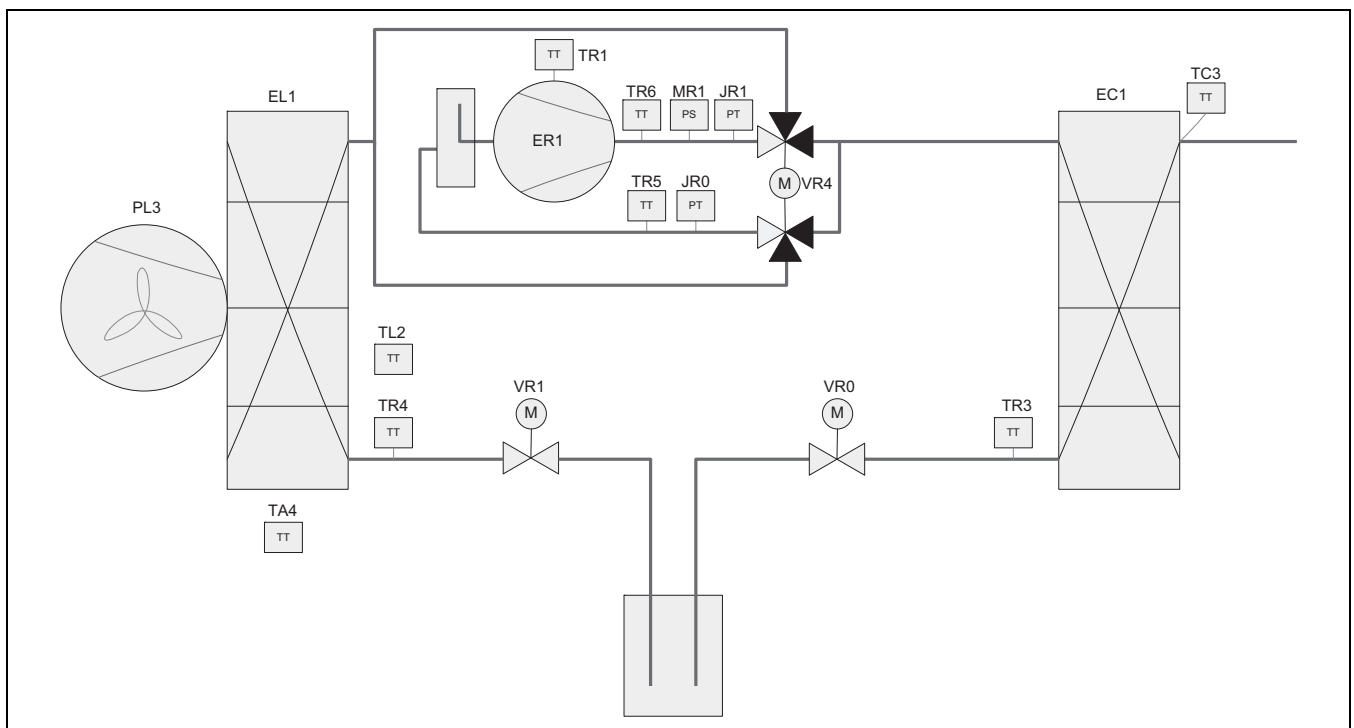 TT TR1
EL1
TR6 MR1 JR1
TT PS PT
TC3
TT
EC1
ER1
TR5 JR0
TT PT
M VR4
PL3
TL2
TT
VR1
M
VR0
M
TR4
TT
TR3
TT
TA4
TT